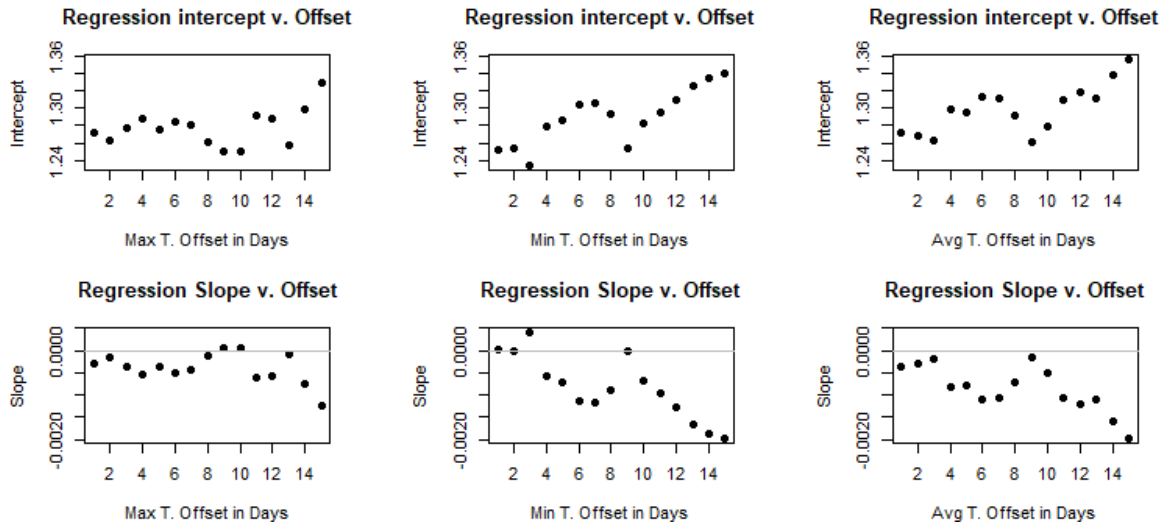 Regression intercept v. Offset
Intercept
1.24 1.30 1.36
2 4 6 8 10 12 14
Max T. Offset in Days
Regression intercept v. Offset
Intercept
1.24 1.30 1.36
2 4 6 8 10 12 14
Min T. Offset in Days
Regression intercept v. Offset
Intercept
1.24 1.30 1.36
2 4 6 8 10 12 14
Avg T. Offset in Days
Regression Slope v. Offset
Slope
-0.0020 0.0000
2 4 6 8 10 12 14
Max T. Offset in Days
Regression Slope v. Offset
Slope
-0.0020 0.0000
2 4 6 8 10 12 14
Min T. Offset in Days
Regression Slope v. Offset
Slope
-0.0020 0.0000
2 4 6 8 10 12 14
Avg T. Offset in Days